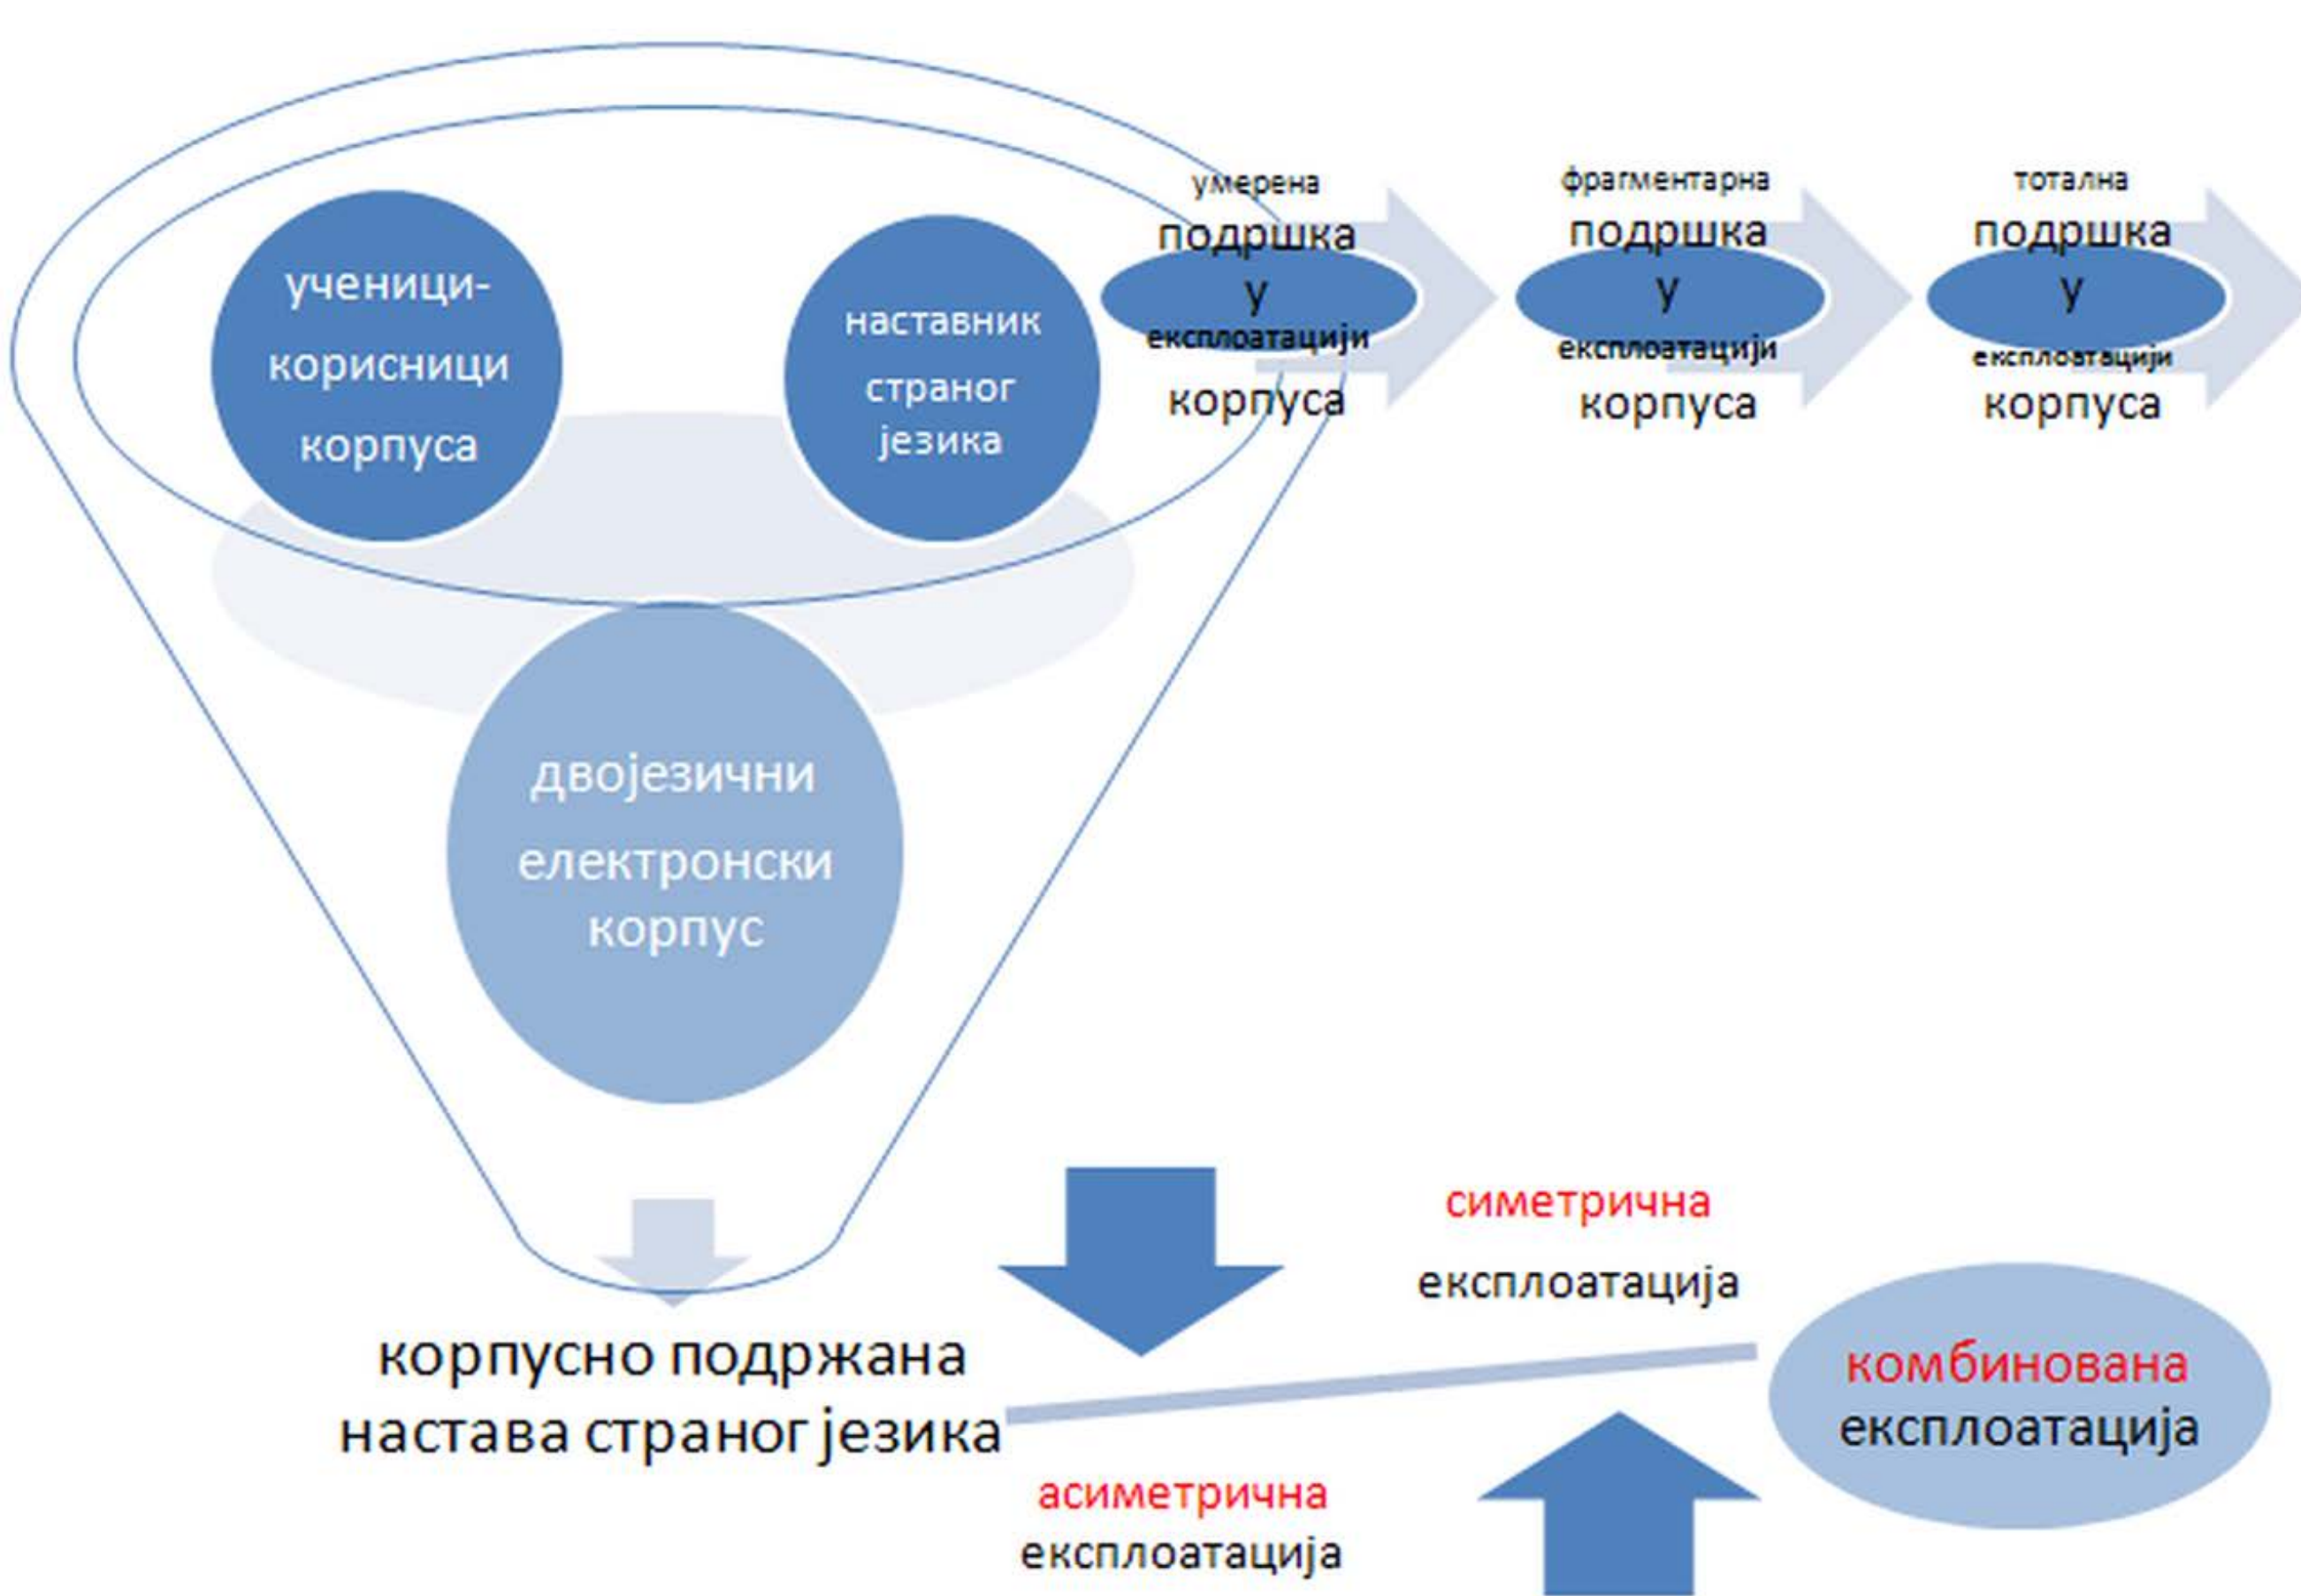 ученици-
корисници
корпуса
наставник
страног
језика
умерена
подршка
у
експлоатацији
корпуса
фрагментарна
подршка
у
експлоатацији
корпуса
тотална
подршка
у
експлоатацији
корпуса
двојезични
електронски
корпус
корпусно подржана
настава страног језика
симетрична
експлоатација
асиметрична
експлоатација
комбинована
експлоатација